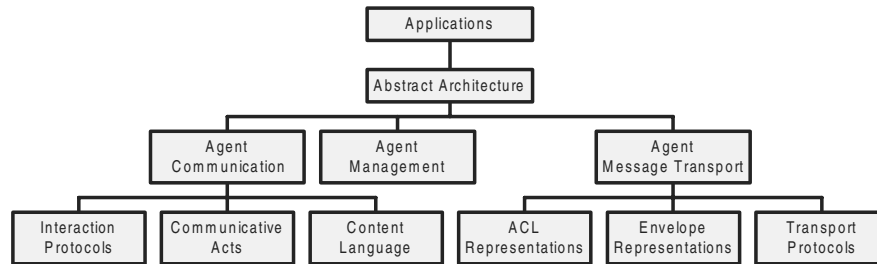 Applications
Abstract Architecture
Agent
Communication
Agent
Management
Agent
Message Transport
Interaction
Protocols
Communicative
Acts
Content
Language
ACL
Representations
Envelope
Representations
Transport
Protocols